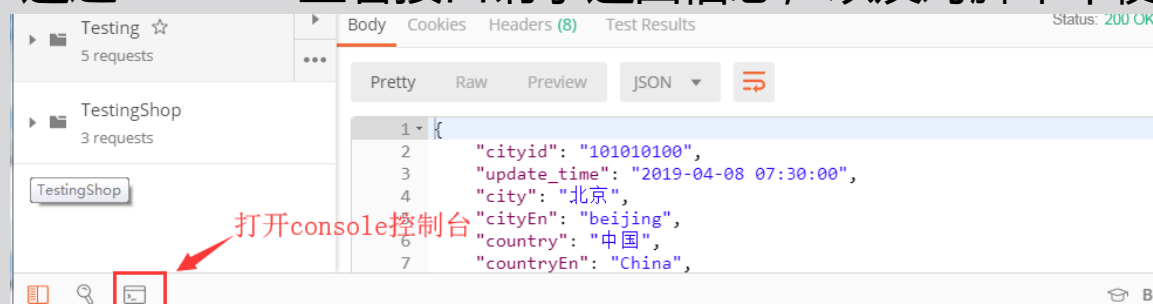 Testing ☆
5 requests
TestingShop
3 requests
TestingShop
Body Cookies Headers (8) Test Results
Status: 200 OK
Pretty Raw Preview JSON
1 {
2 "cityid": "101010100",
3 "update_time": "2019-04-08 07:30:00",
4 "city": "北京",
"cityEn": "beijing",
6 "country": "中国",
7 "countryEn": "China",
打开console控制台
B